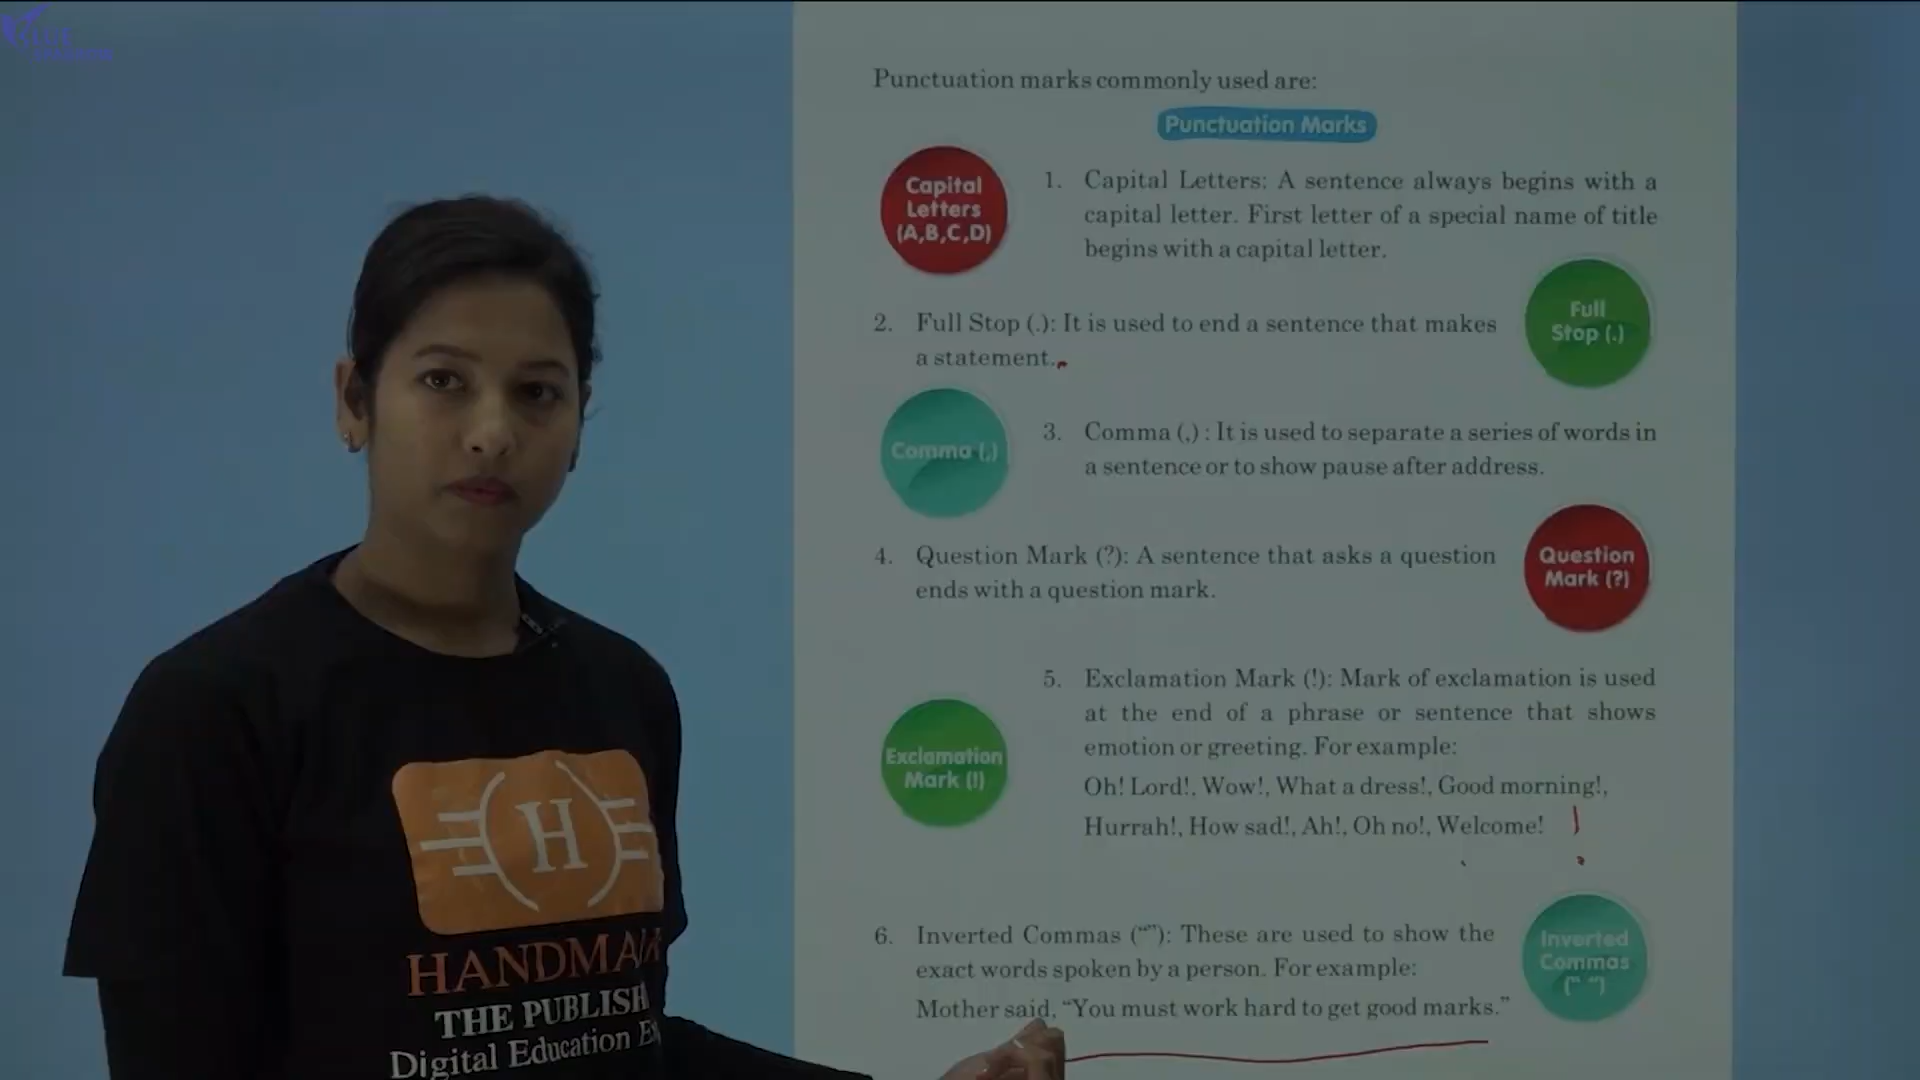 Punctuation marks commonly used are:
Punctuation Marks
Capital
Letters
(A,B,C,D)
1. Capital Letters: A sentence always begins with a
capital letter. First letter of a special name of title
begins with a capital letter.
2. Full Stop (.): It is used to end a sentence that makes
a statement.
Full
Stop (.)
Comma (,)
3. Comma (,) : It is used to separate a series of words in
a sentence or to show pause after address.
4. Question Mark (?): A sentence that asks a question
ends with a question mark.
Question
Mark (?)
Exclamation
Mark (!)
5. Exclamation Mark (!): Mark of exclamation is used
at the end of a phrase or sentence that shows
emotion or greeting. For example:
Oh! Lord!, Wow!, What a dress!, Good morning!,
Hurrah!, How sad!, Ah!, Oh no!, Welcome!
!
6. Inverted Commas (“”): These are used to show the
exact words spoken by a person. For example:
Mother said, “You must work hard to get good marks.”
Inverted
Commas
(“ ”)
H
THE PUBLISH
Digital Education